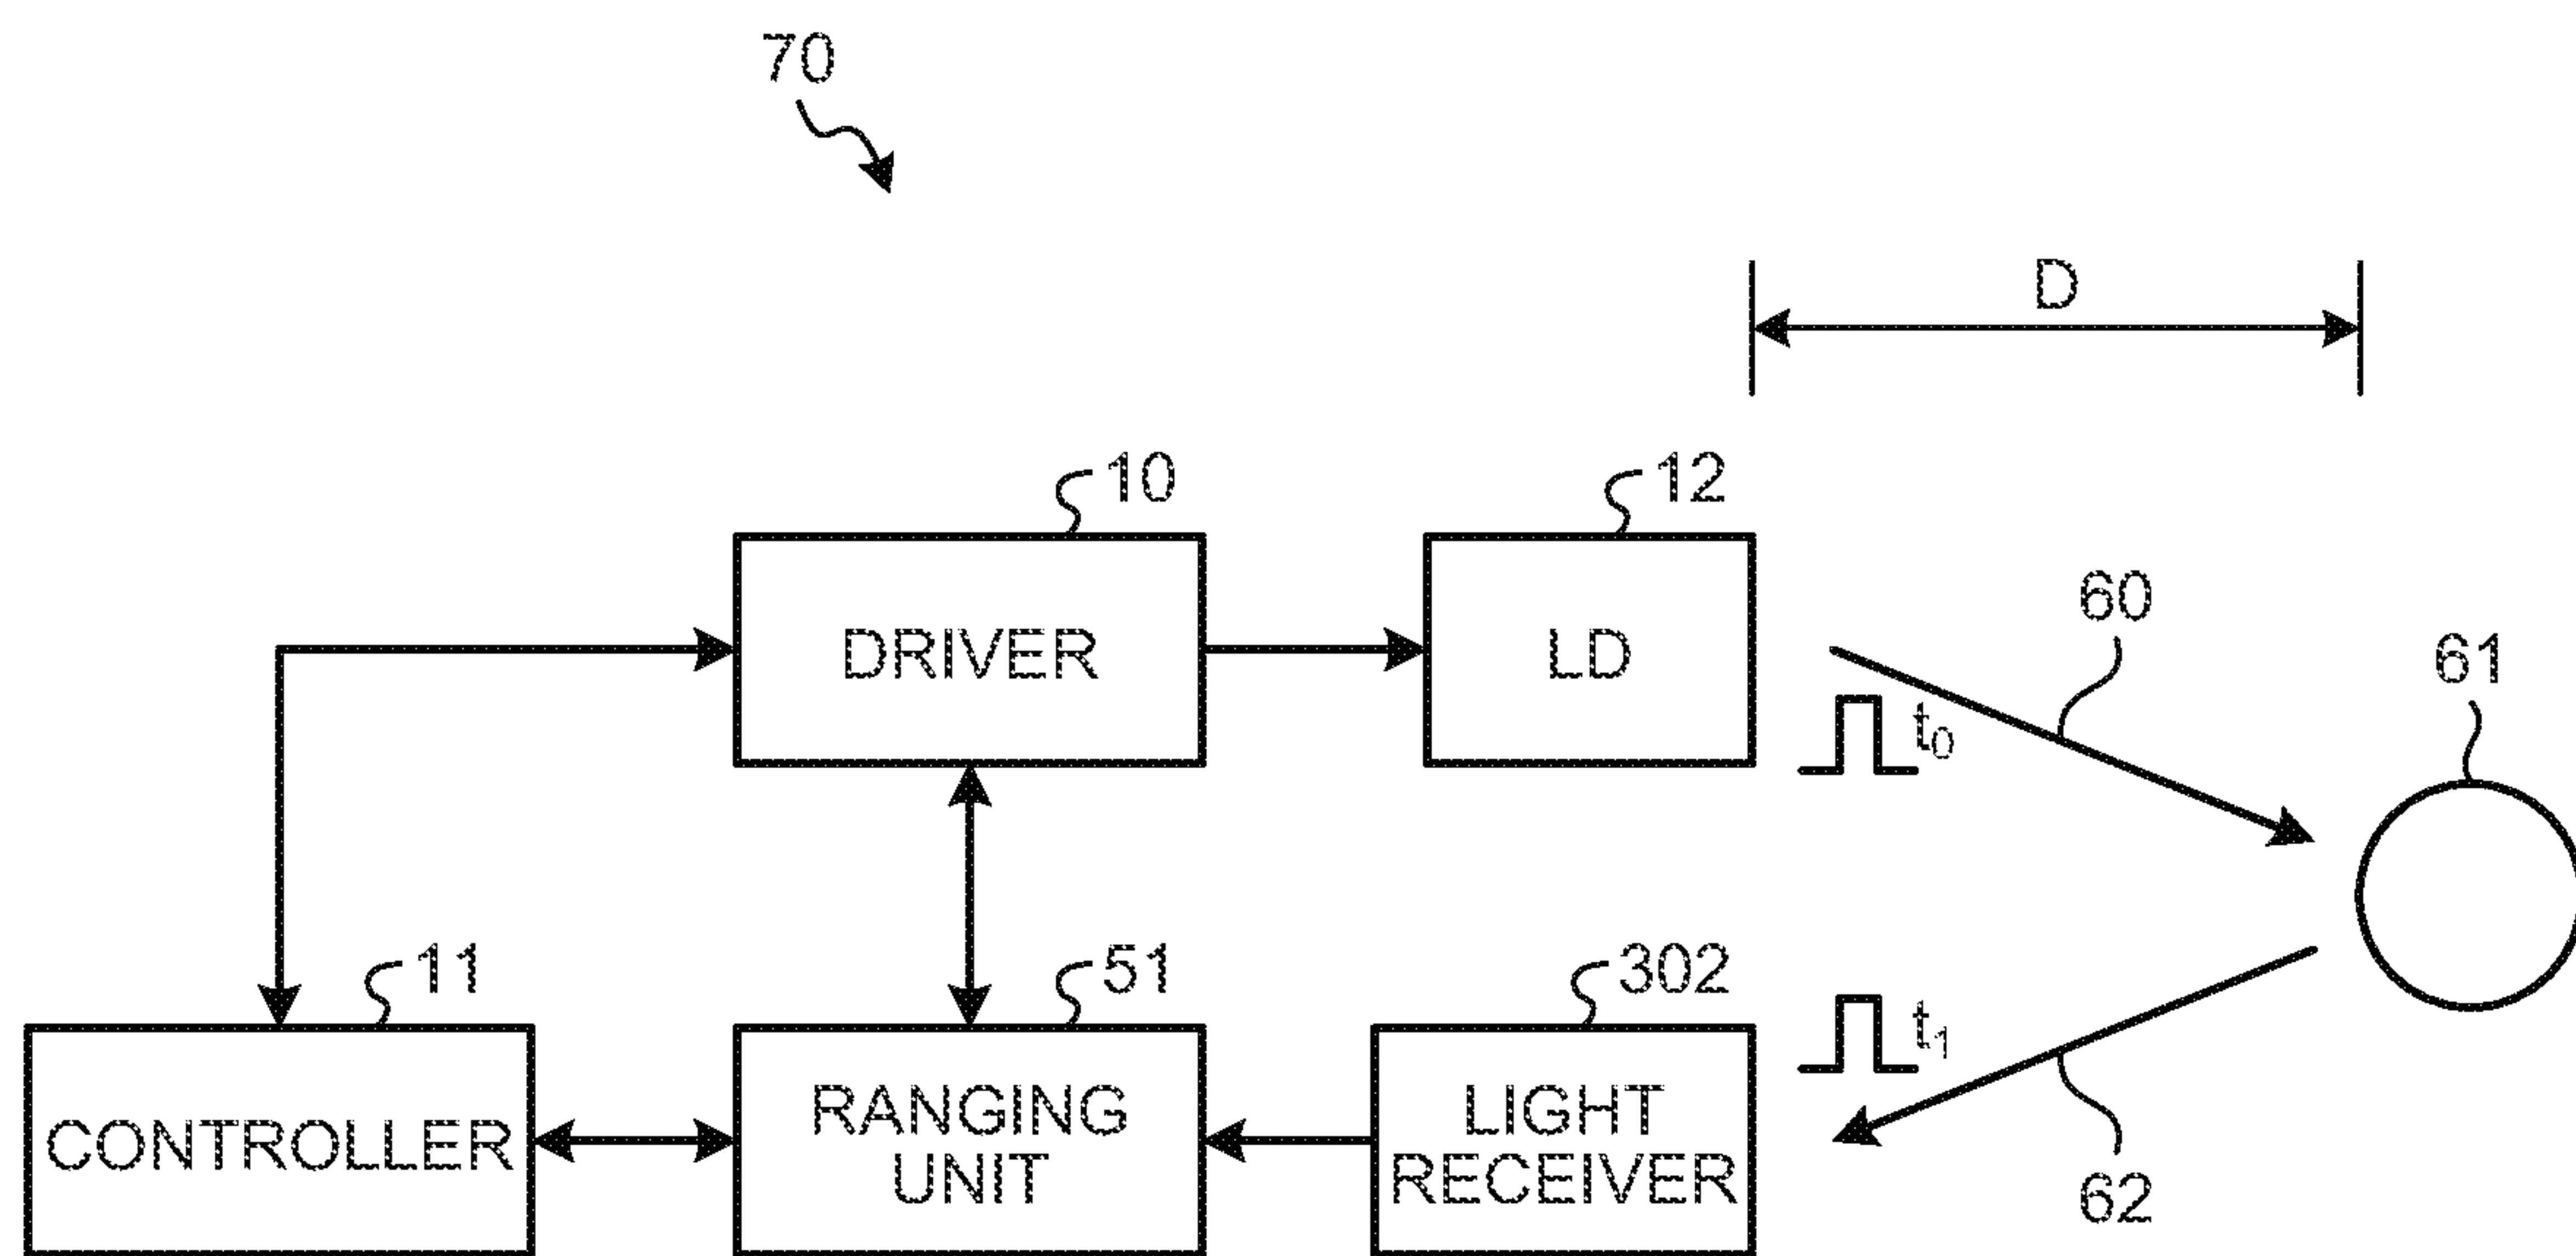 70
D
10
12
DRIVER
LD
60
t₀
61
11
51
302
CONTROLLER
RANGING
UNIT
LIGHT
RECEIVER
t₁
62